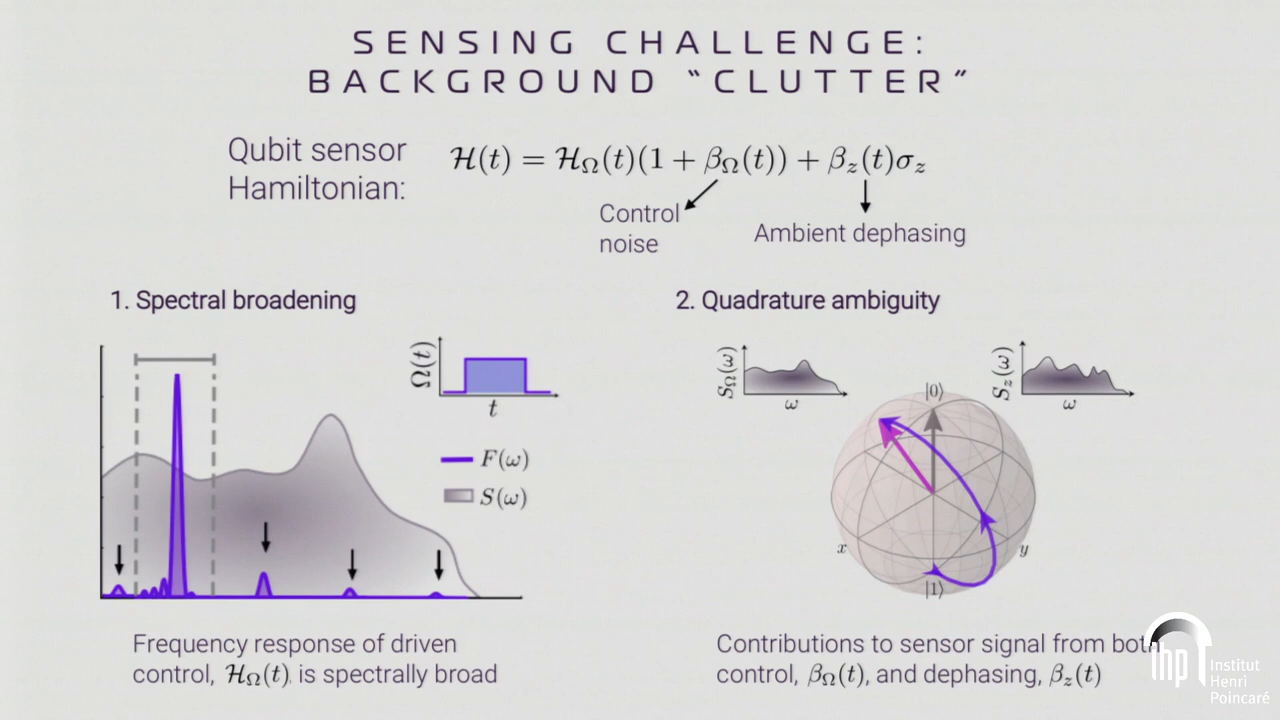 SENSING CHALLENGE:
BACKGROUND "CLUTTER"
Qubit sensor
Hamiltonian:
ℋ(t) = ℋ_Ω(t)(1 + β_Ω(t)) + β_z(t)σ_z
Control
noise
Ambient dephasing
1. Spectral broadening
2. Quadrature ambiguity
Ω(t)
t
F(ω)
S(ω)
S_Ω(ω)
ω
S_z(ω)
ω
|0⟩
x
y
|1⟩
Frequency response of driven
control, ℋ_Ω(t) is spectrally broad
Contributions to sensor signal from both
control, β_Ω(t), and dephasing, β_z(t)
ihp
Institut
Henri
Poincaré